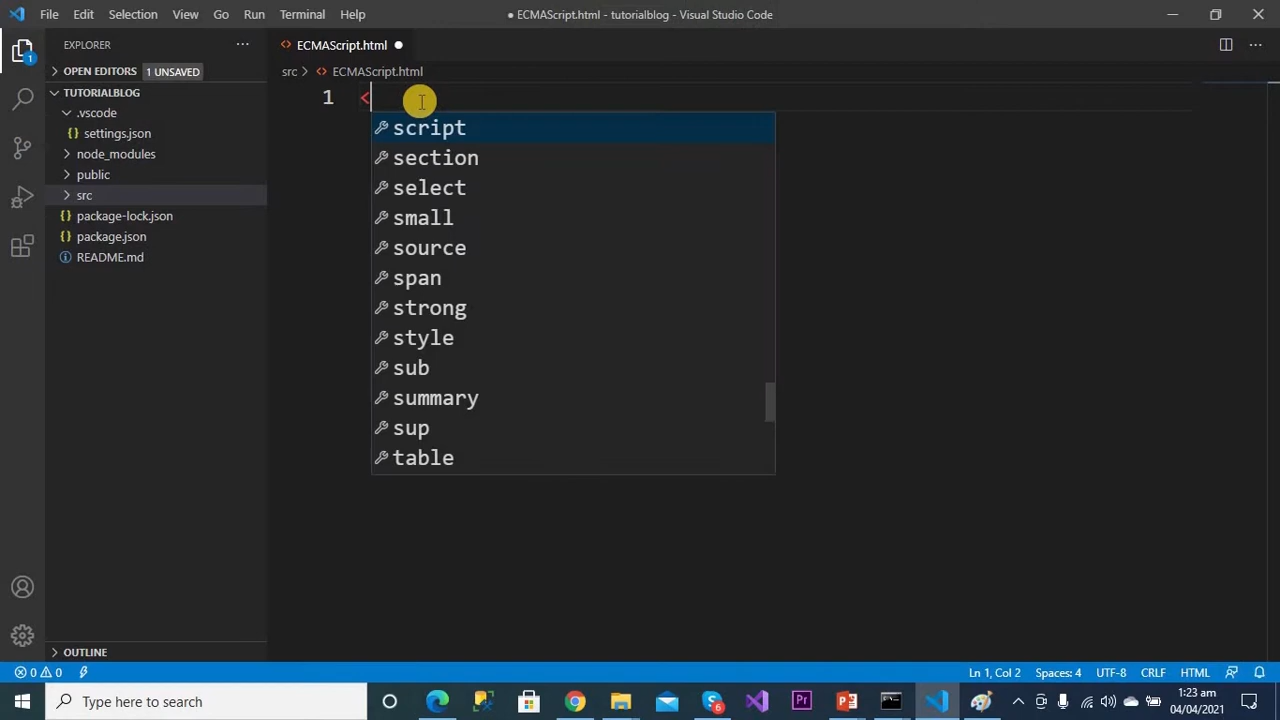 File Edit Selection View Go Run Terminal Help
● ECMAScript.html - tutorialblog - Visual Studio Code
EXPLORER
ECMAScript.html
OPEN EDITORS 1 UNSAVED
src > ECMAScript.html
TUTORIALBLOG
.vscode
settings.json
node_modules
public
src
package-lock.json
package.json
README.md
1 <
script
section
select
small
source
span
strong
style
sub
summary
sup
table
1
OUTLINE
0 0
Ln 1, Col 2 Spaces: 4 UTF-8 CRLF HTML
Type here to search
6
1:23 am
04/04/2021